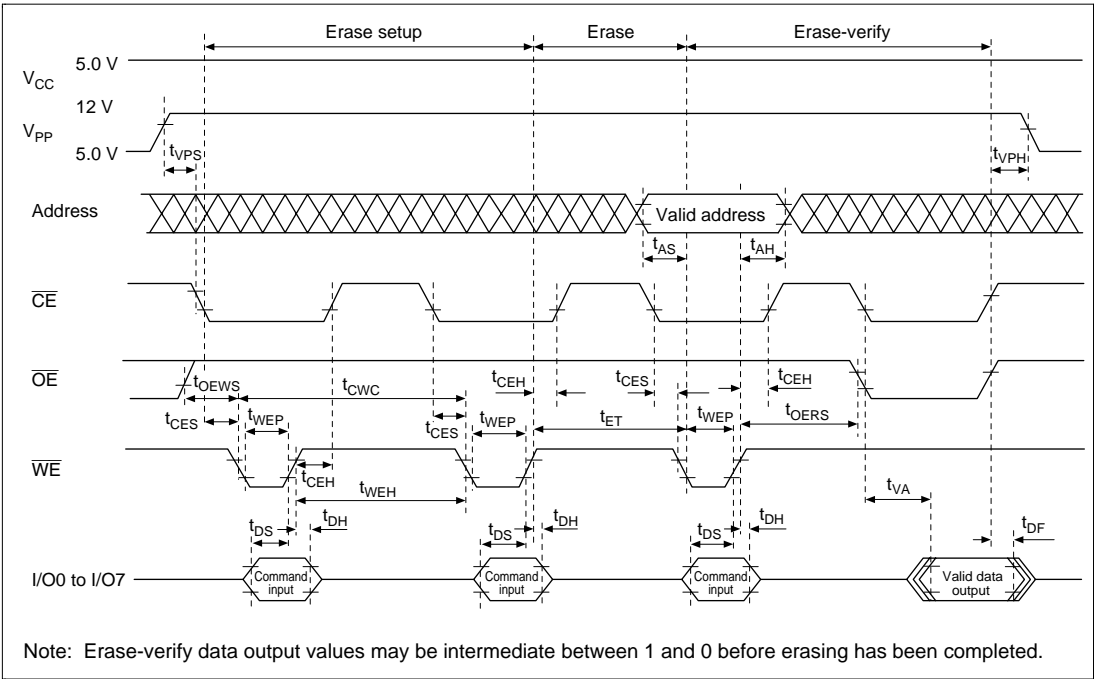 Erase setup Erase Erase-verify
5.0 V
VCC
12 V
VPP
5.0 V
tVPS tVPH
Address Valid address
tAS tAH
CE
OE
tOEWS tCWC tCEH tCES tCEH
tCES tWEP tCES tWEP tET tWEP tOERS
WE
tCEH tWEH tVA
tDS tDH tDS tDH tDS tDH tDF
I/O0 to I/O7 Command input Command input Command input Valid data output
Note: Erase-verify data output values may be intermediate between 1 and 0 before erasing has been completed.